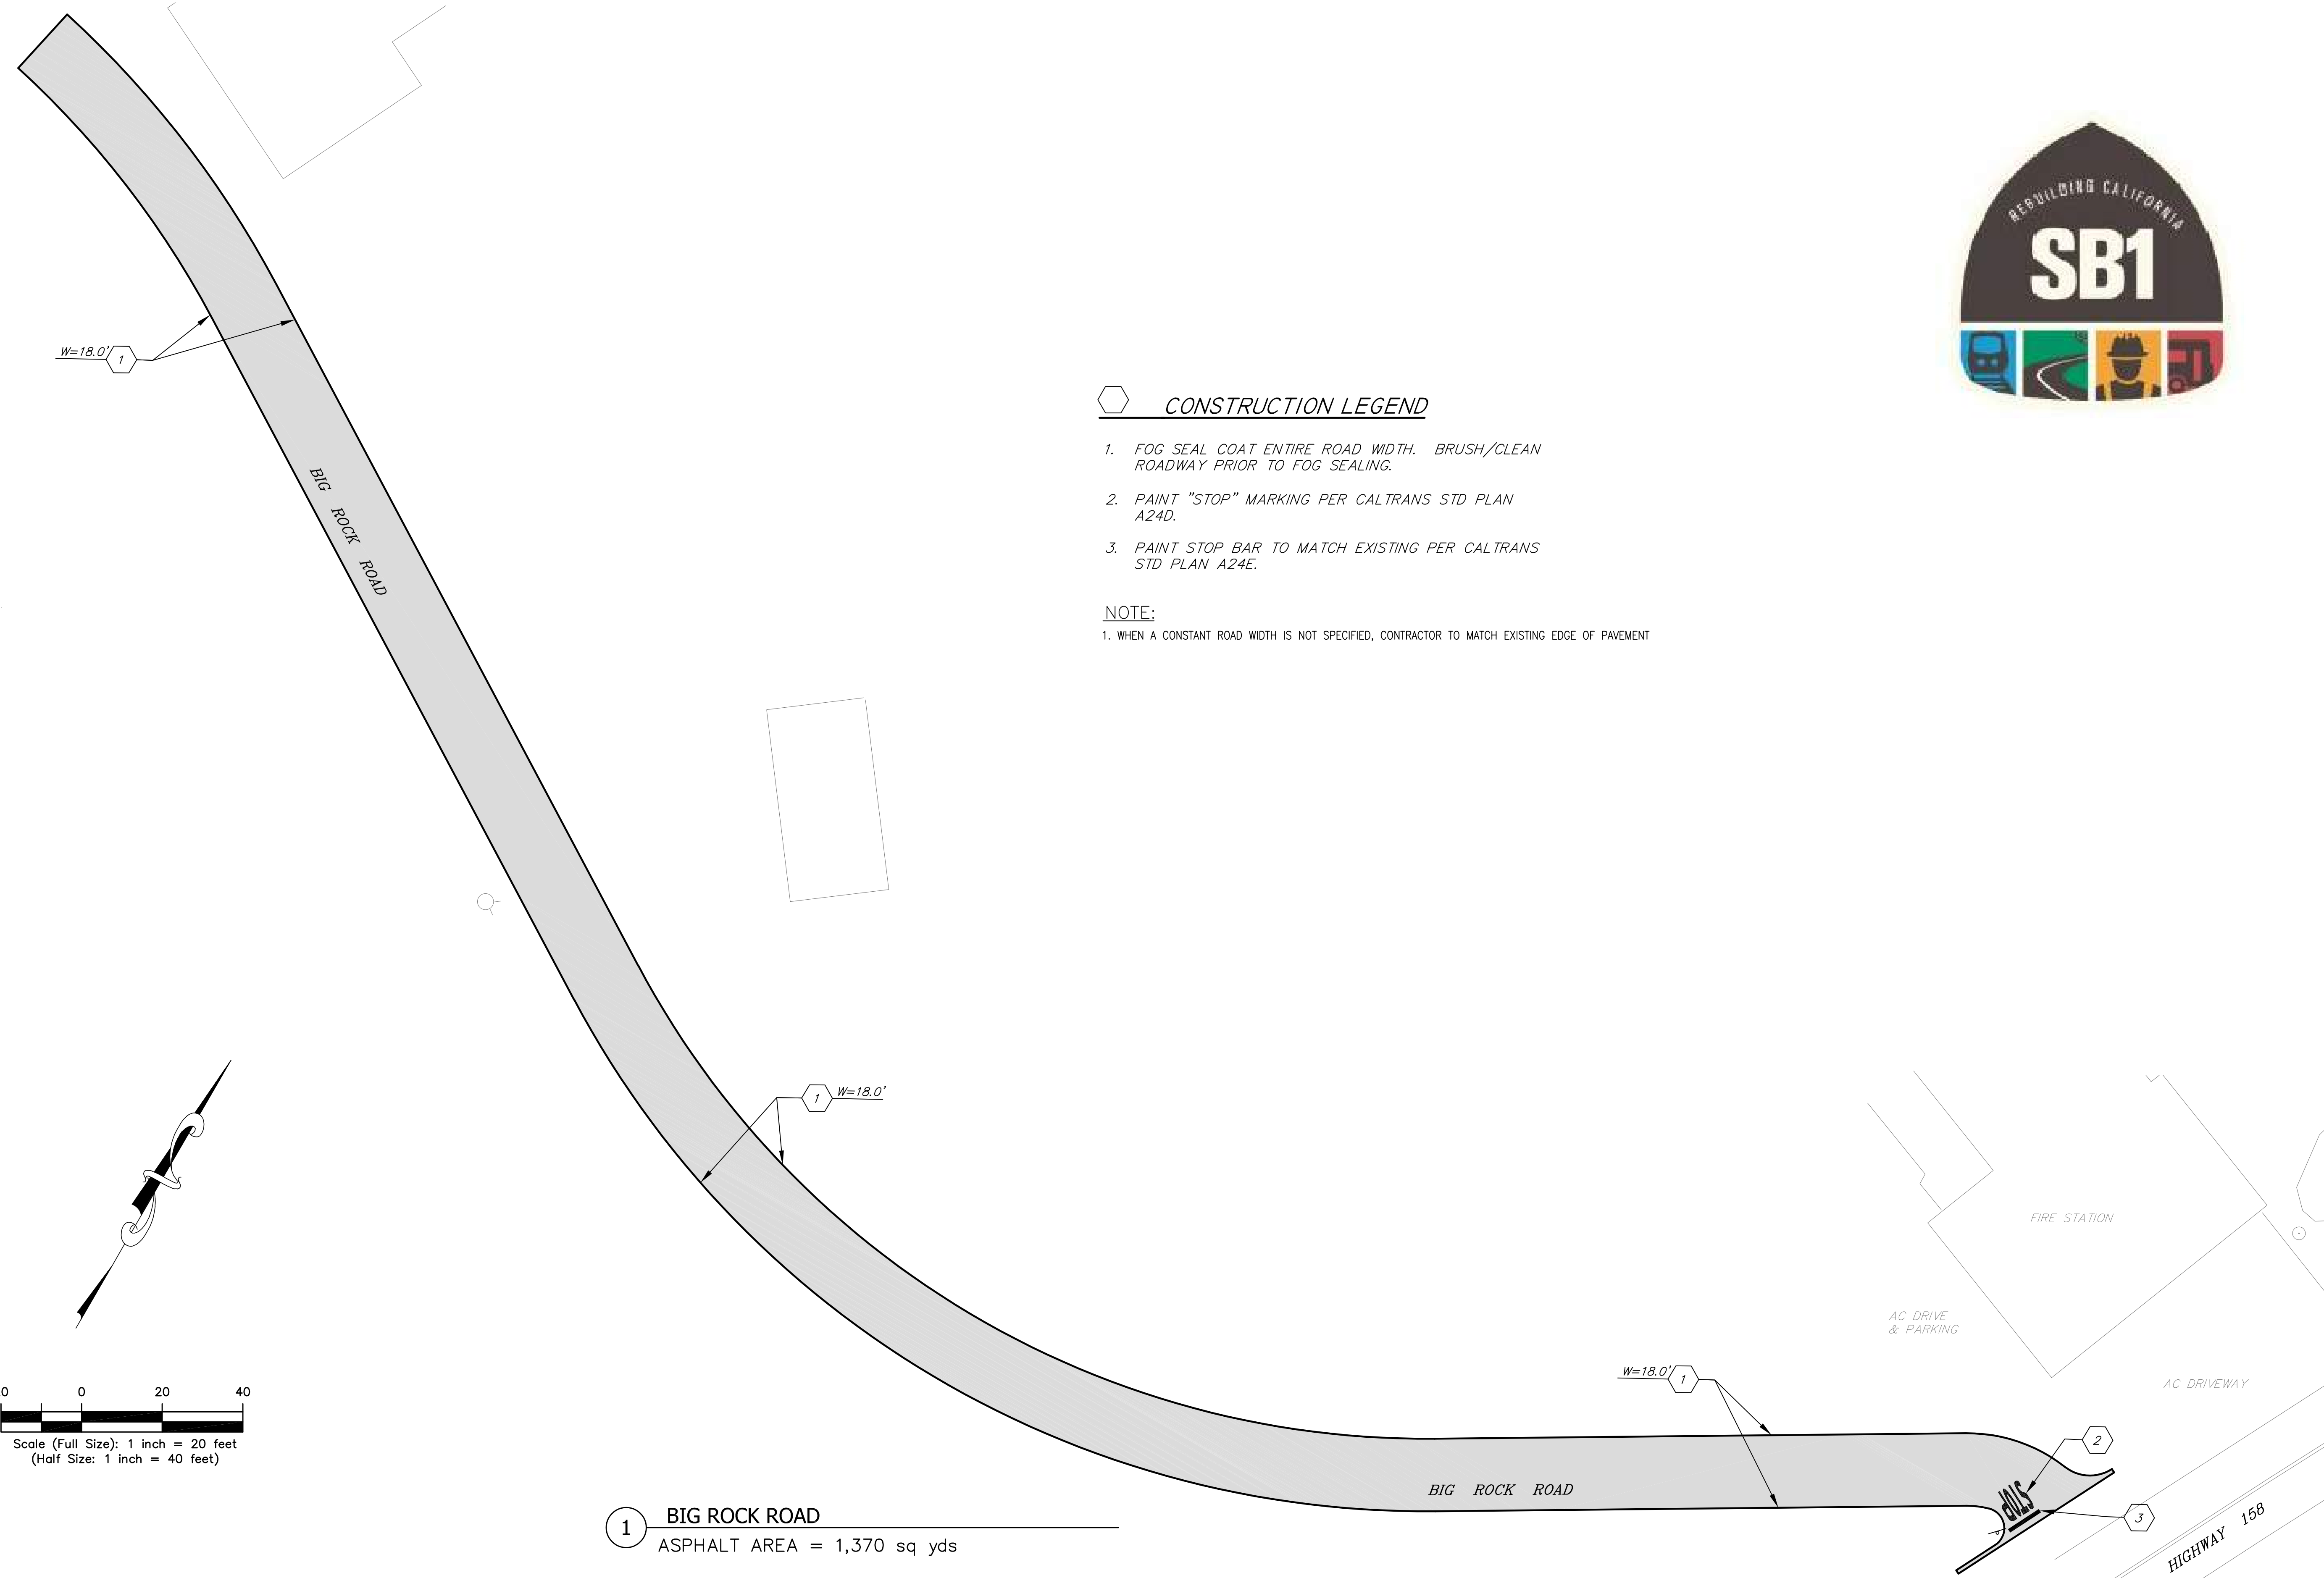 REBUILDING CALIFORNIA
SB1
W=18.0' 1
CONSTRUCTION LEGEND
1. FOG SEAL COAT ENTIRE ROAD WIDTH. BRUSH/CLEAN
ROADWAY PRIOR TO FOG SEALING.
2. PAINT "STOP" MARKING PER CALTRANS STD PLAN
A24D.
3. PAINT STOP BAR TO MATCH EXISTING PER CALTRANS
STD PLAN A24E.
NOTE:
1. WHEN A CONSTANT ROAD WIDTH IS NOT SPECIFIED, CONTRACTOR TO MATCH EXISTING EDGE OF PAVEMENT
BIG ROCK ROAD
1 W=18.0'
FIRE STATION
AC DRIVE
& PARKING
AC DRIVEWAY
W=18.0' 1
2
STOP
3
BIG ROCK ROAD
HIGHWAY 158
0 0 20 40
Scale (Full Size): 1 inch = 20 feet
(Half Size: 1 inch = 40 feet)
1 BIG ROCK ROAD
ASPHALT AREA = 1,370 sq yds